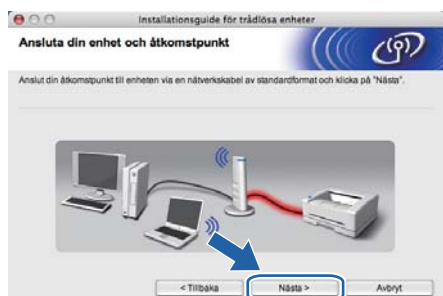 Installationsguide för trådlösa enheter
Ansluta din enhet och åtkomstpunkt
Anslut din åtkomstpunkt till enheten via en nätverkskabel av standardformat och klicka på "Nästa".
< Tillbaka
Nästa >
Avbryt